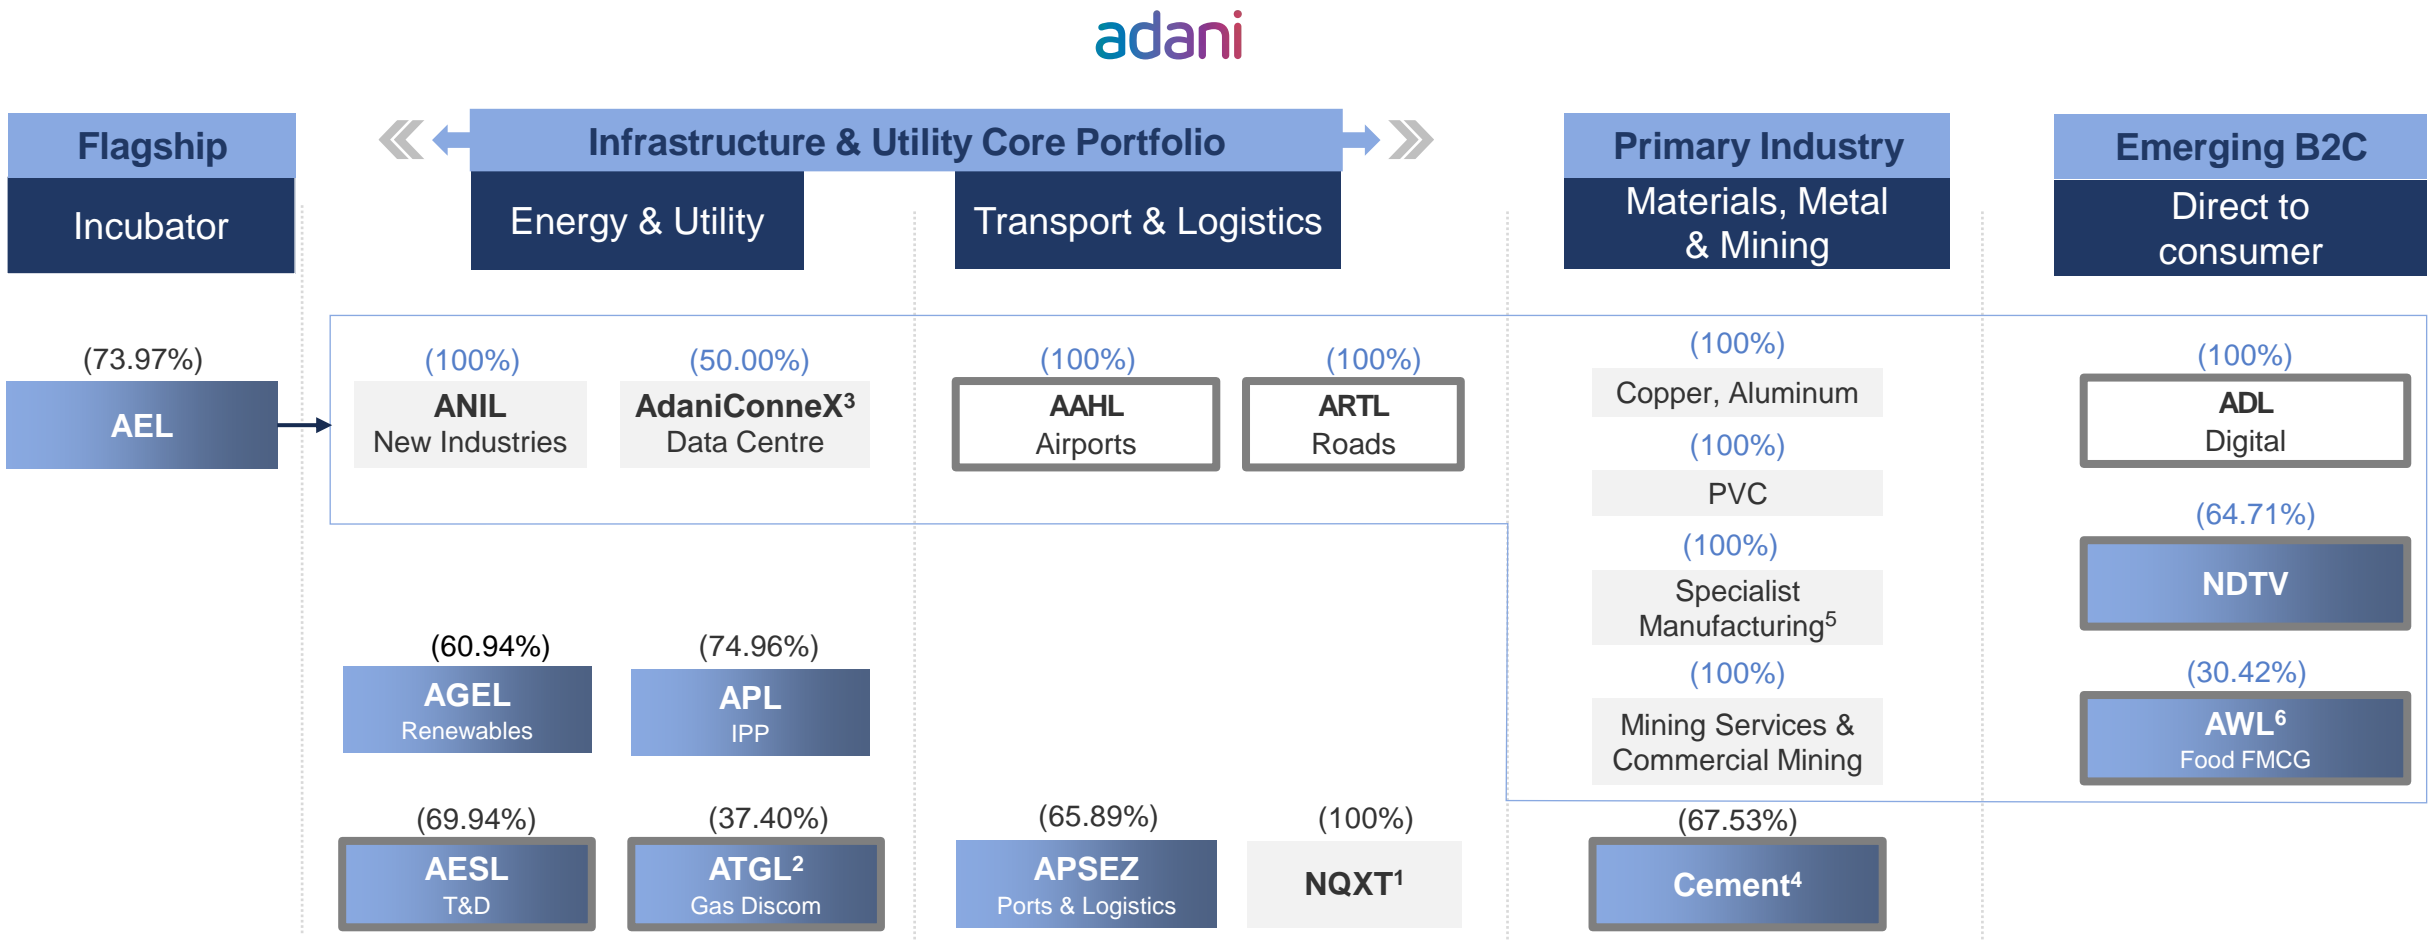 adani
Flagship
Incubator
Infrastructure & Utility Core Portfolio
Energy & Utility
Transport & Logistics
Primary Industry
Materials, Metal
& Mining
Emerging B2C
Direct to
consumer
(73.97%)
AEL
(100%)
ANIL
New Industries
(50.00%)
AdaniConneX³
Data Centre
(100%)
AAHL
Airports
(100%)
ARTL
Roads
(100%)
Copper, Aluminum
(100%)
PVC
(100%)
Specialist
Manufacturing⁵
(100%)
Mining Services &
Commercial Mining
(100%)
ADL
Digital
(64.71%)
NDTV
(30.42%)
AWL⁶
Food FMCG
(60.94%)
AGEL
Renewables
(74.96%)
APL
IPP
(69.94%)
AESL
T&D
(37.40%)
ATGL²
Gas Discom
(65.89%)
APSEZ
Ports & Logistics
(100%)
NQXT¹
(67.53%)
Cement⁴